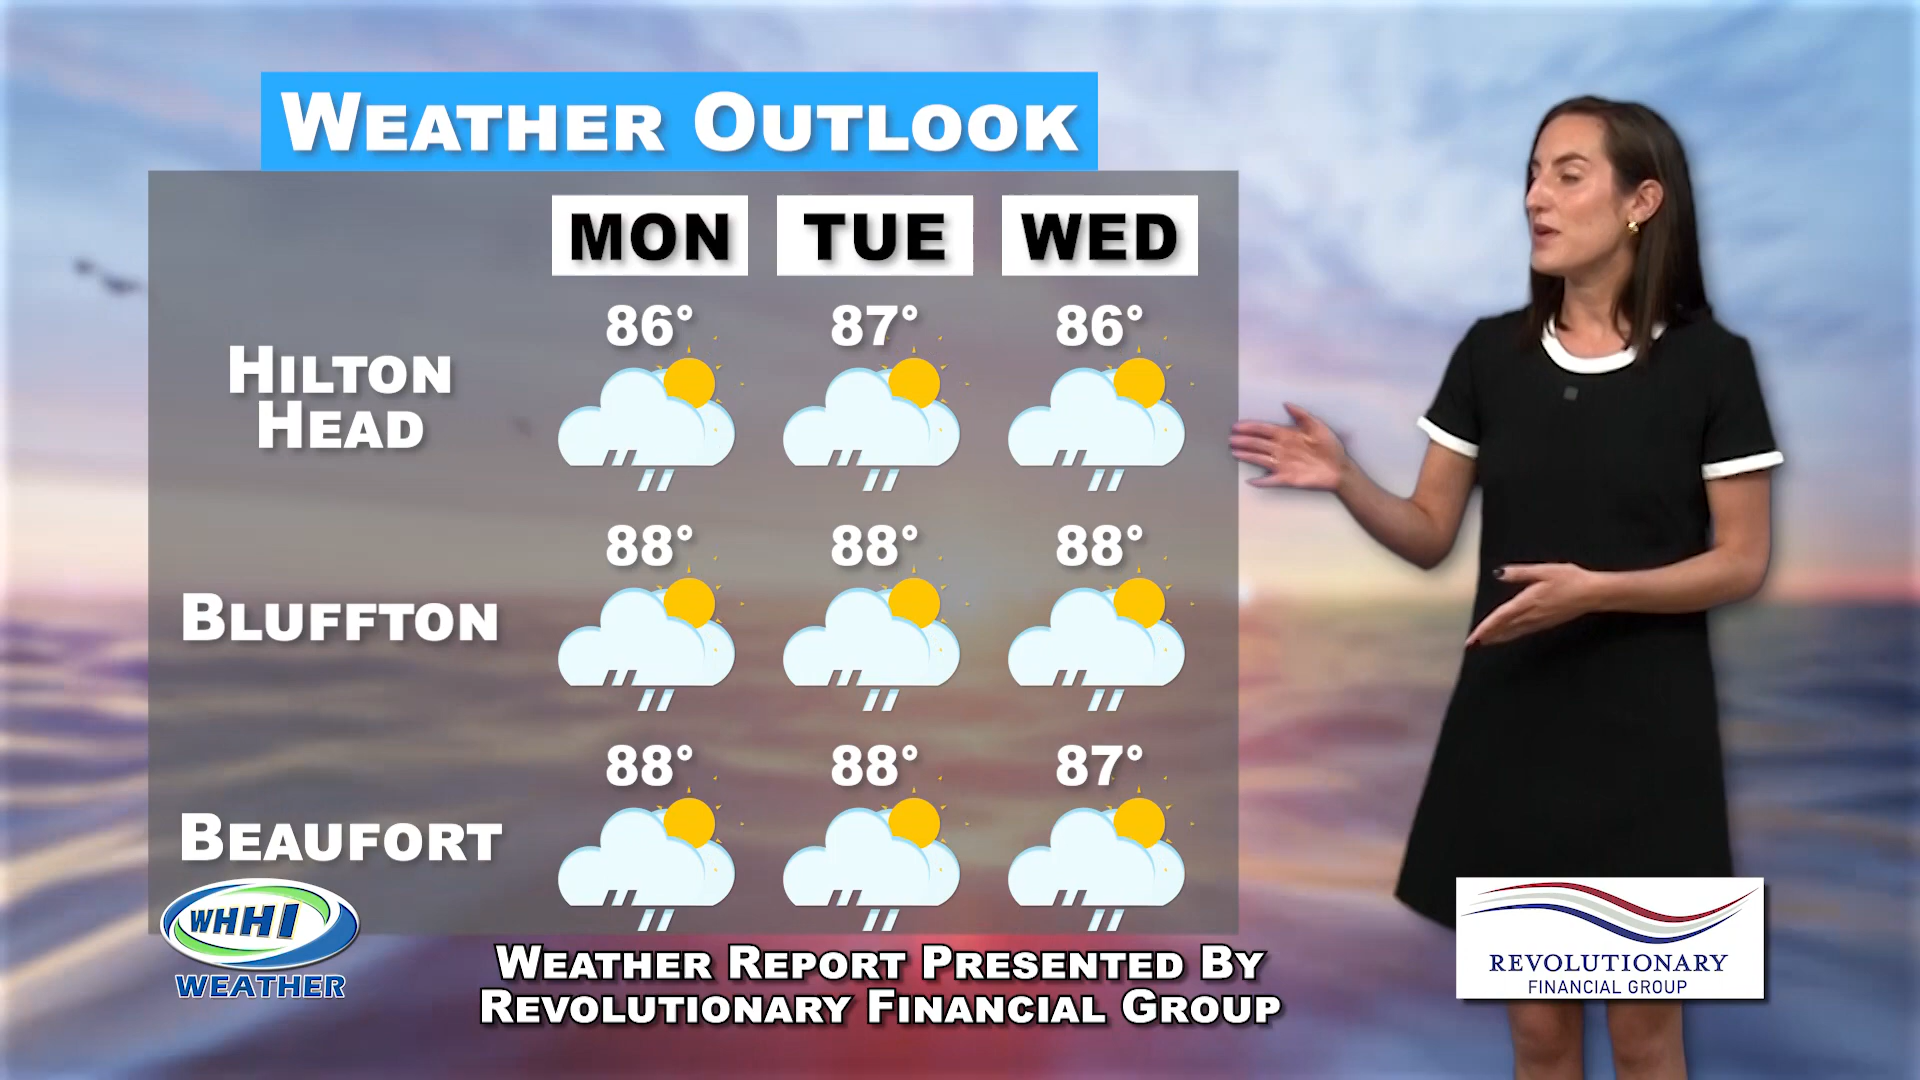 Weather Outlook
MON TUE WED
86° 87° 86°
Hilton
Head
88° 88° 88°
Bluffton
88° 88° 87°
Beaufort
WHHI
WEATHER
Weather Report Presented By
Revolutionary Financial Group
REVOLUTIONARY
FINANCIAL GROUP